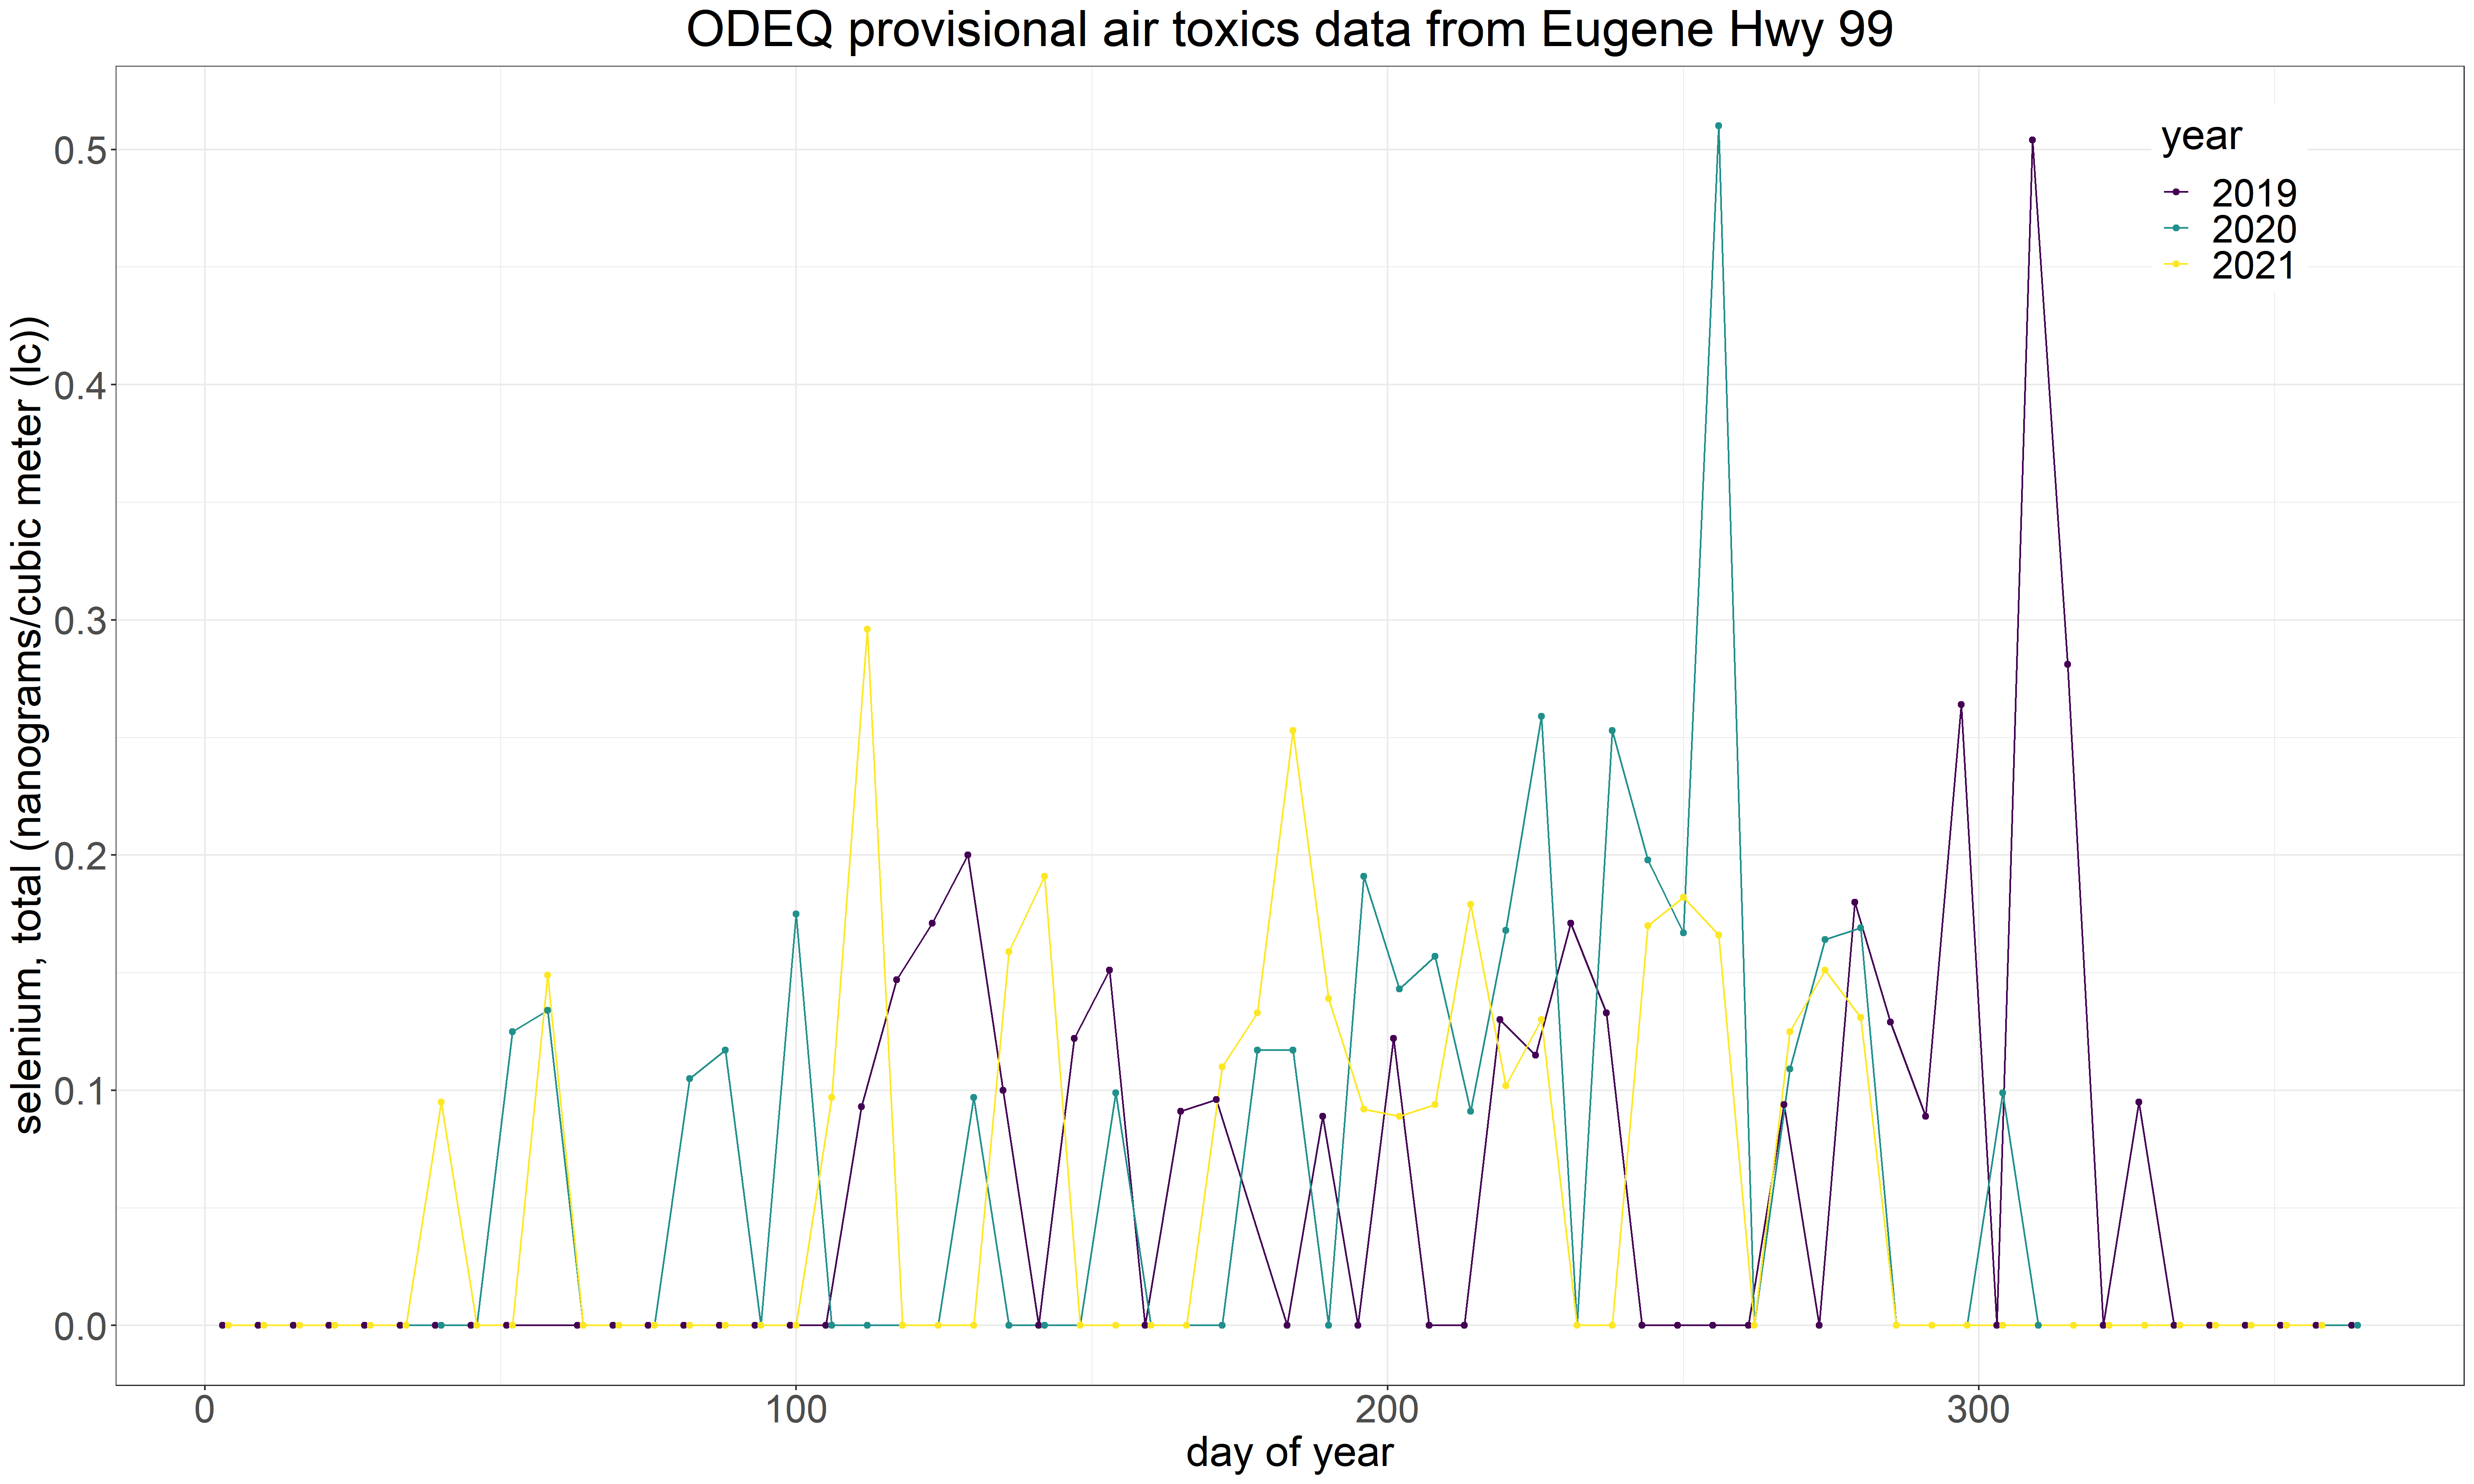 ODEQ provisional air toxics data from Eugene Hwy 99
selenium, total (nanograms/cubic meter (lc))
0.5
0.4
0.3
0.2
0.1
0.0
year
2019
2020
2021
0 100 200 300
day of year